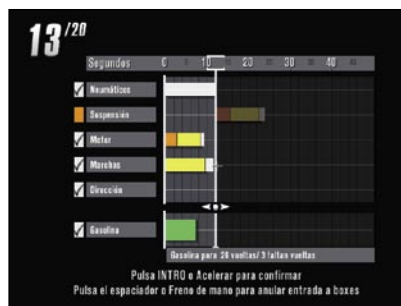 13/20
Segundos 0 10 20 30 40
Neumáticos
Suspensión
Motor
Marchas
Dirección
Gasolina
Gasolina para 20 vueltas/ 3 faltan vueltas
Pulsa INTRO o Acelerar para confirmar
Pulsa el espaciador o Freno de mano para anular entrada a boxes